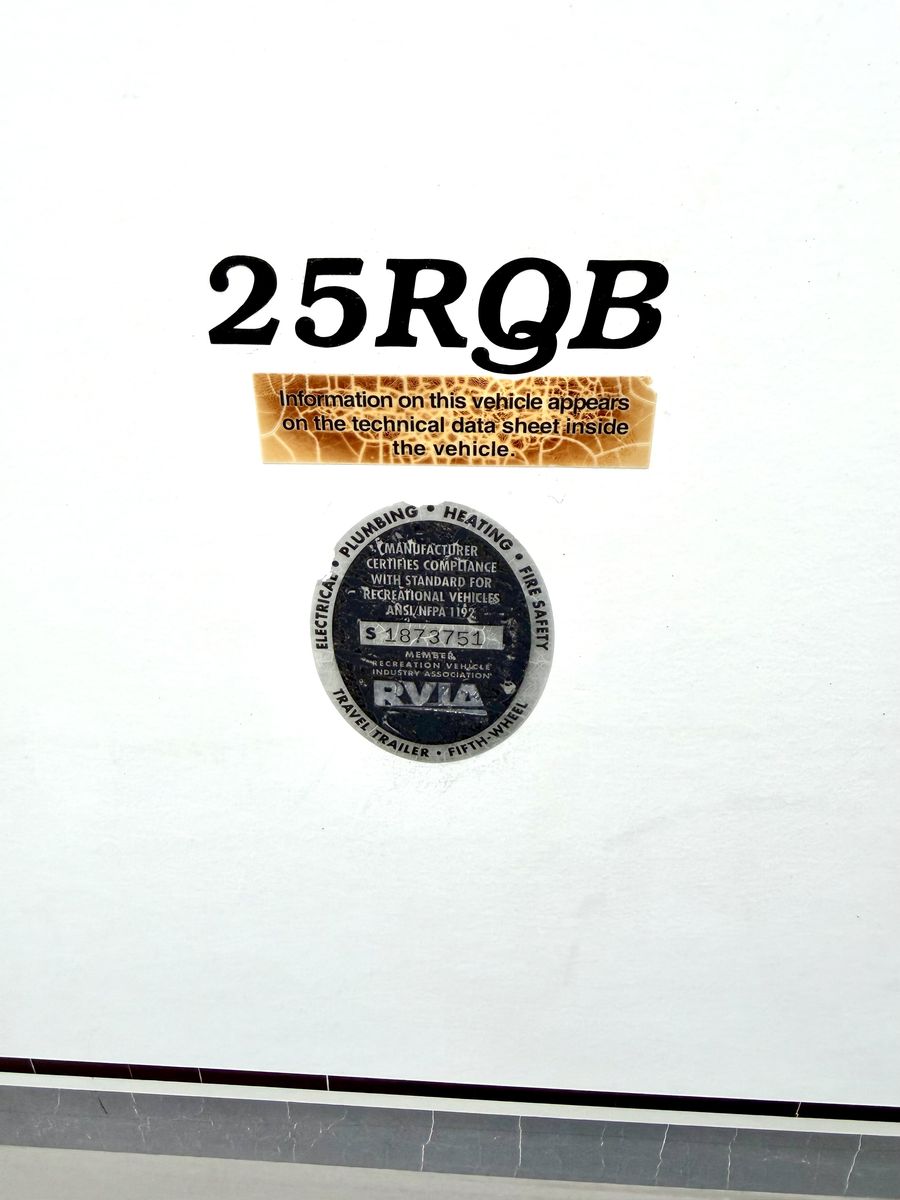 25RQB
Information on this vehicle appears
on the technical data sheet inside
the vehicle.
ELECTRICAL • PLUMBING • HEATING • FIRE SAFETY
MANUFACTURER
CERTIFIES COMPLIANCE
WITH STANDARD FOR
RECREATIONAL VEHICLES
ANSI/NFPA 1192
S 1873751
MEMBER
RECREATION VEHICLE
INDUSTRY ASSOCIATION
RVIA
TRAVEL TRAILER • FIFTH-WHEEL